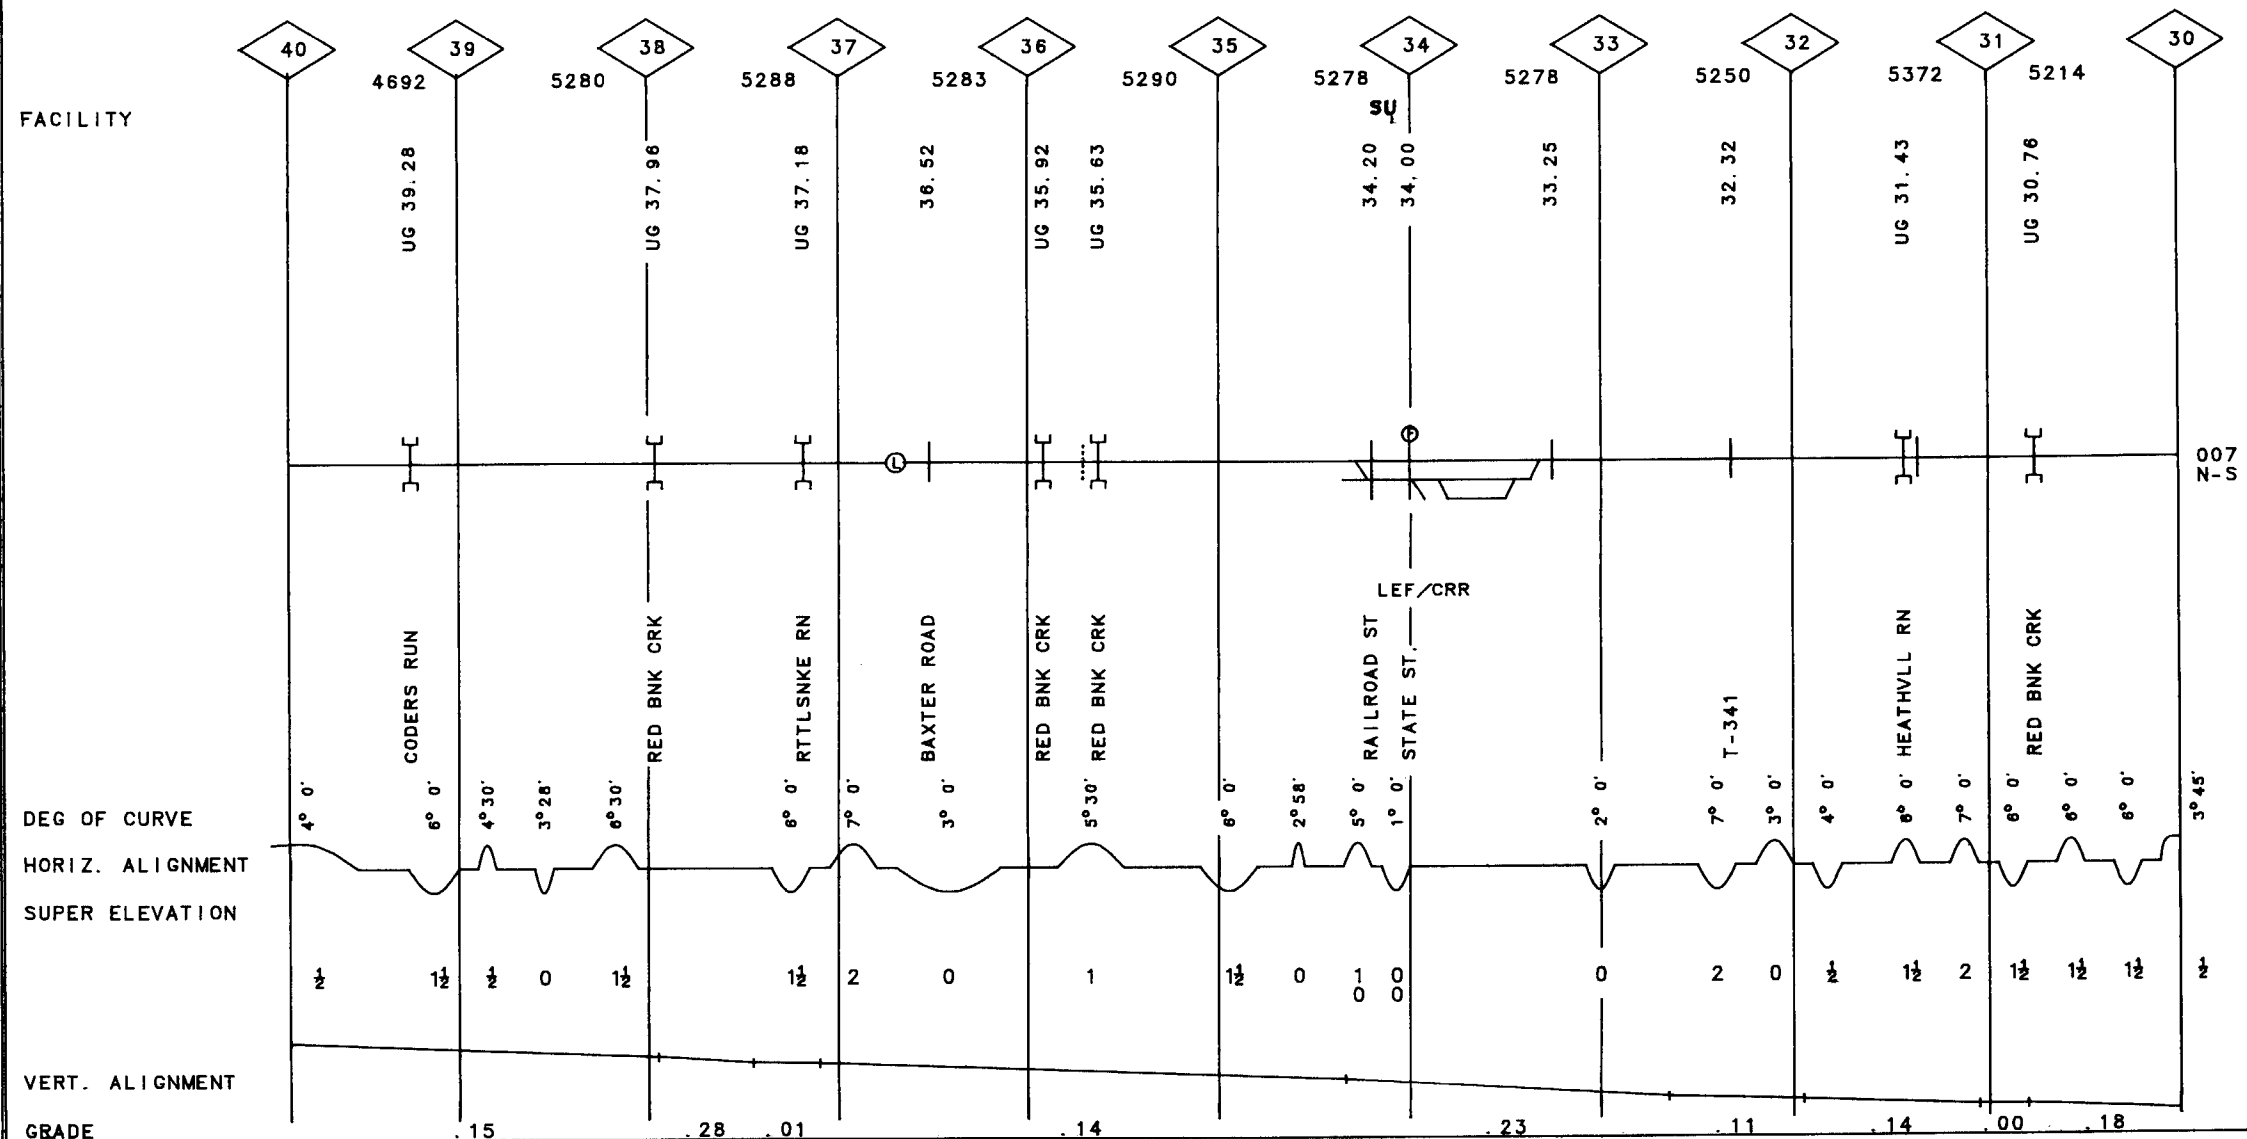 40 39 38 37 36 35 34 33 32 31 30
4692 5280 5288 5283 5290 5278 5278 5250 5372 5214
SU
FACILITY
UG 39.28
UG 37.96
UG 37.18
36.52
UG 35.92
UG 35.63
34.20
34,00
33.25
32.32
UG 31.43
UG 30.76
L
007
N-S
LEF/CRR
CODERS RUN
RED BNK CRK
RTTLSNKE RN
BAXTER ROAD
RED BNK CRK
RED BNK CRK
RAILROAD ST
STATE ST.
T-341
HEATHVLL RN
RED BNK CRK
DEG OF CURVE
4° 0' 6° 0' 4°30' 3°28' 6°30' 6° 0' 7° 0' 3° 0' 5°30' 6° 0' 2°58' 5° 0' 1° 0' 2° 0' 7° 0' 3° 0' 4° 0' 6° 0' 7° 0' 6° 0' 6° 0' 6° 0' 3°45'
HORIZ. ALIGNMENT
SUPER ELEVATION
½ 1½ ½ 0 1½ 1½ 2 0 1 1½ 0 1 0 0 2 0 ½ 1½ 2 1½ 1½ 1½ ½
0 0
VERT. ALIGNMENT
GRADE .15 .28 .01 .14 .23 .11 .14 .00 .18